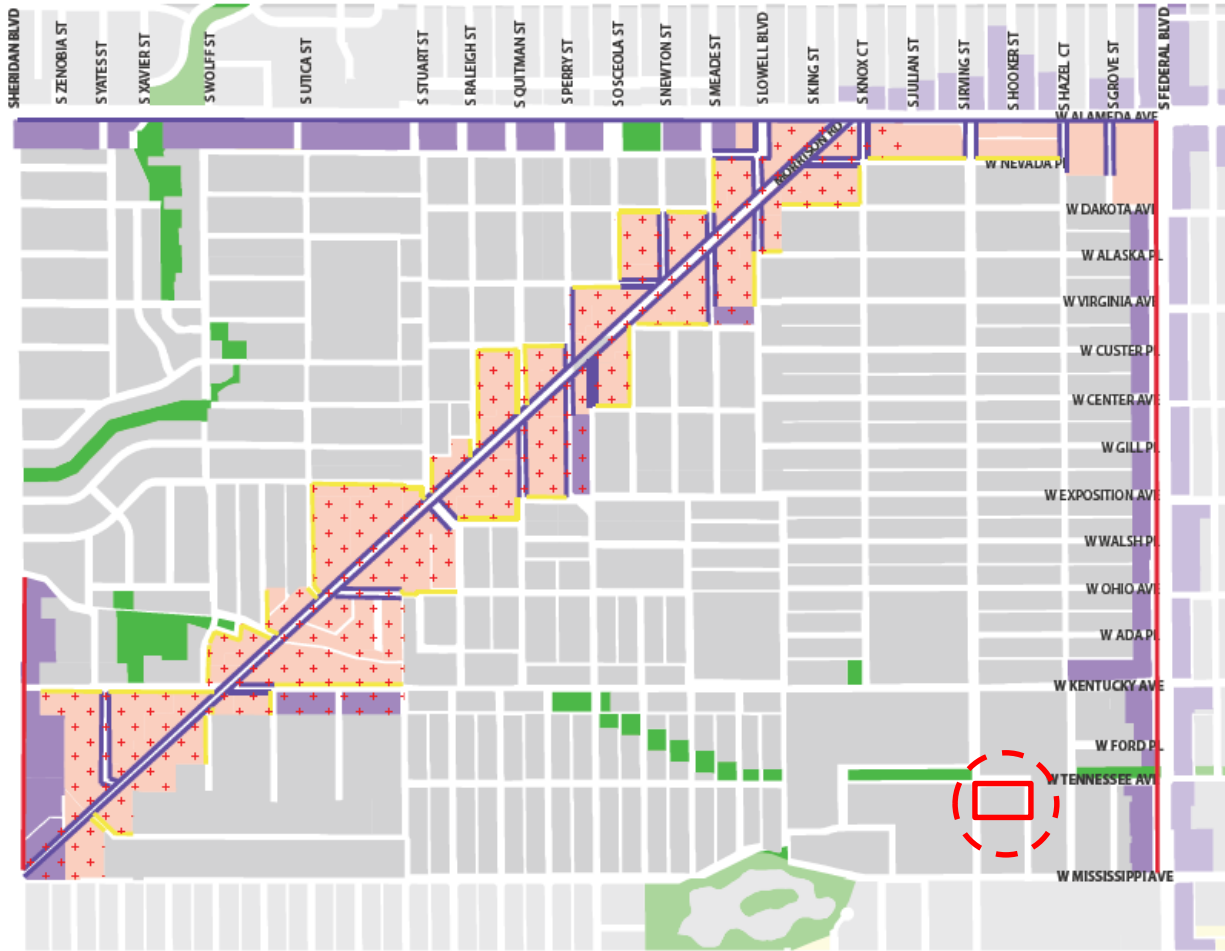 SHERIDAN BLVD
S ZENOBIA ST
S YATES ST
S XAVIER ST
S WOLFF ST
S UTICA ST
S STUART ST
S RALEIGH ST
S QUITMAN ST
S PERRY ST
S OSCEOLA ST
S NEWTON ST
S MEADE ST
S LOWELL BLVD
S KING ST
S KNOX CT
S JULIAN ST
S IRVING ST
S HOOKER ST
S HAZEL CT
S GROVE ST
S FEDERAL BLVD
W ALAMEDA AVE
MORRISON RD
W NEVADA PL
W DAKOTA AVE
W ALASKA PL
W VIRGINIA AVE
W CUSTER PL
W CENTER AVE
W GILL PL
W EXPOSITION AVE
W WALSH PL
W OHIO AVE
W ADA PL
W KENTUCKY AVE
W FORD PL
W TENNESSEE AVE
W MISSISSIPPI AVE